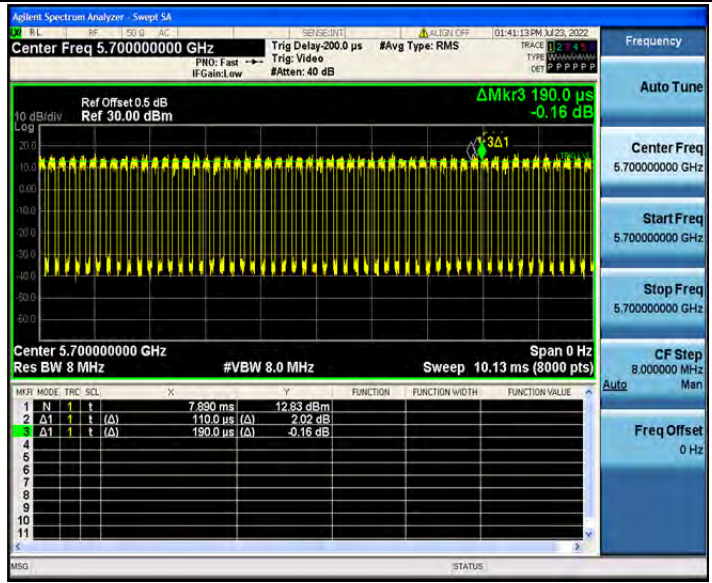 Agilent Spectrum Analyzer - Swept SA
RL RF 50 Ω AC SENSE:INT ALIGN OFF 01:41:13 PM Jul 23, 2022
Center Freq 5.700000000 GHz
PNO: Fast
IFGain:Low
Trig Delay-200.0 µs
Trig: Video
#Atten: 40 dB
#Avg Type: RMS
TRACE 1 2 3 4 5 6
TYPE
DET P P P P P P
Frequency
Auto Tune
Center Freq
5.700000000 GHz
Start Freq
5.700000000 GHz
Stop Freq
5.700000000 GHz
CF Step
8.000000 MHz
Auto Man
Freq Offset
0 Hz
ΔMkr3 190.0 µs
-0.16 dB
Ref Offset 0.5 dB
Ref 30.00 dBm
10 dB/div
Log
20.0
10.0
0.00
-10.0
-20.0
-30.0
-40.0
-50.0
-60.0
3Δ1
Center 5.700000000 GHz Span 0 Hz
Res BW 8 MHz #VBW 8.0 MHz Sweep 10.13 ms (8000 pts)
MKR MODE TRC SCL X Y FUNCTION FUNCTION WIDTH FUNCTION VALUE
1 N 1 t 7.890 ms 12.83 dBm
2 Δ1 1 t (Δ) 110.0 µs (Δ) 2.02 dB
3 Δ1 1 t (Δ) 190.0 µs (Δ) -0.16 dB
4
5
6
7
8
9
10
11
MSG STATUS